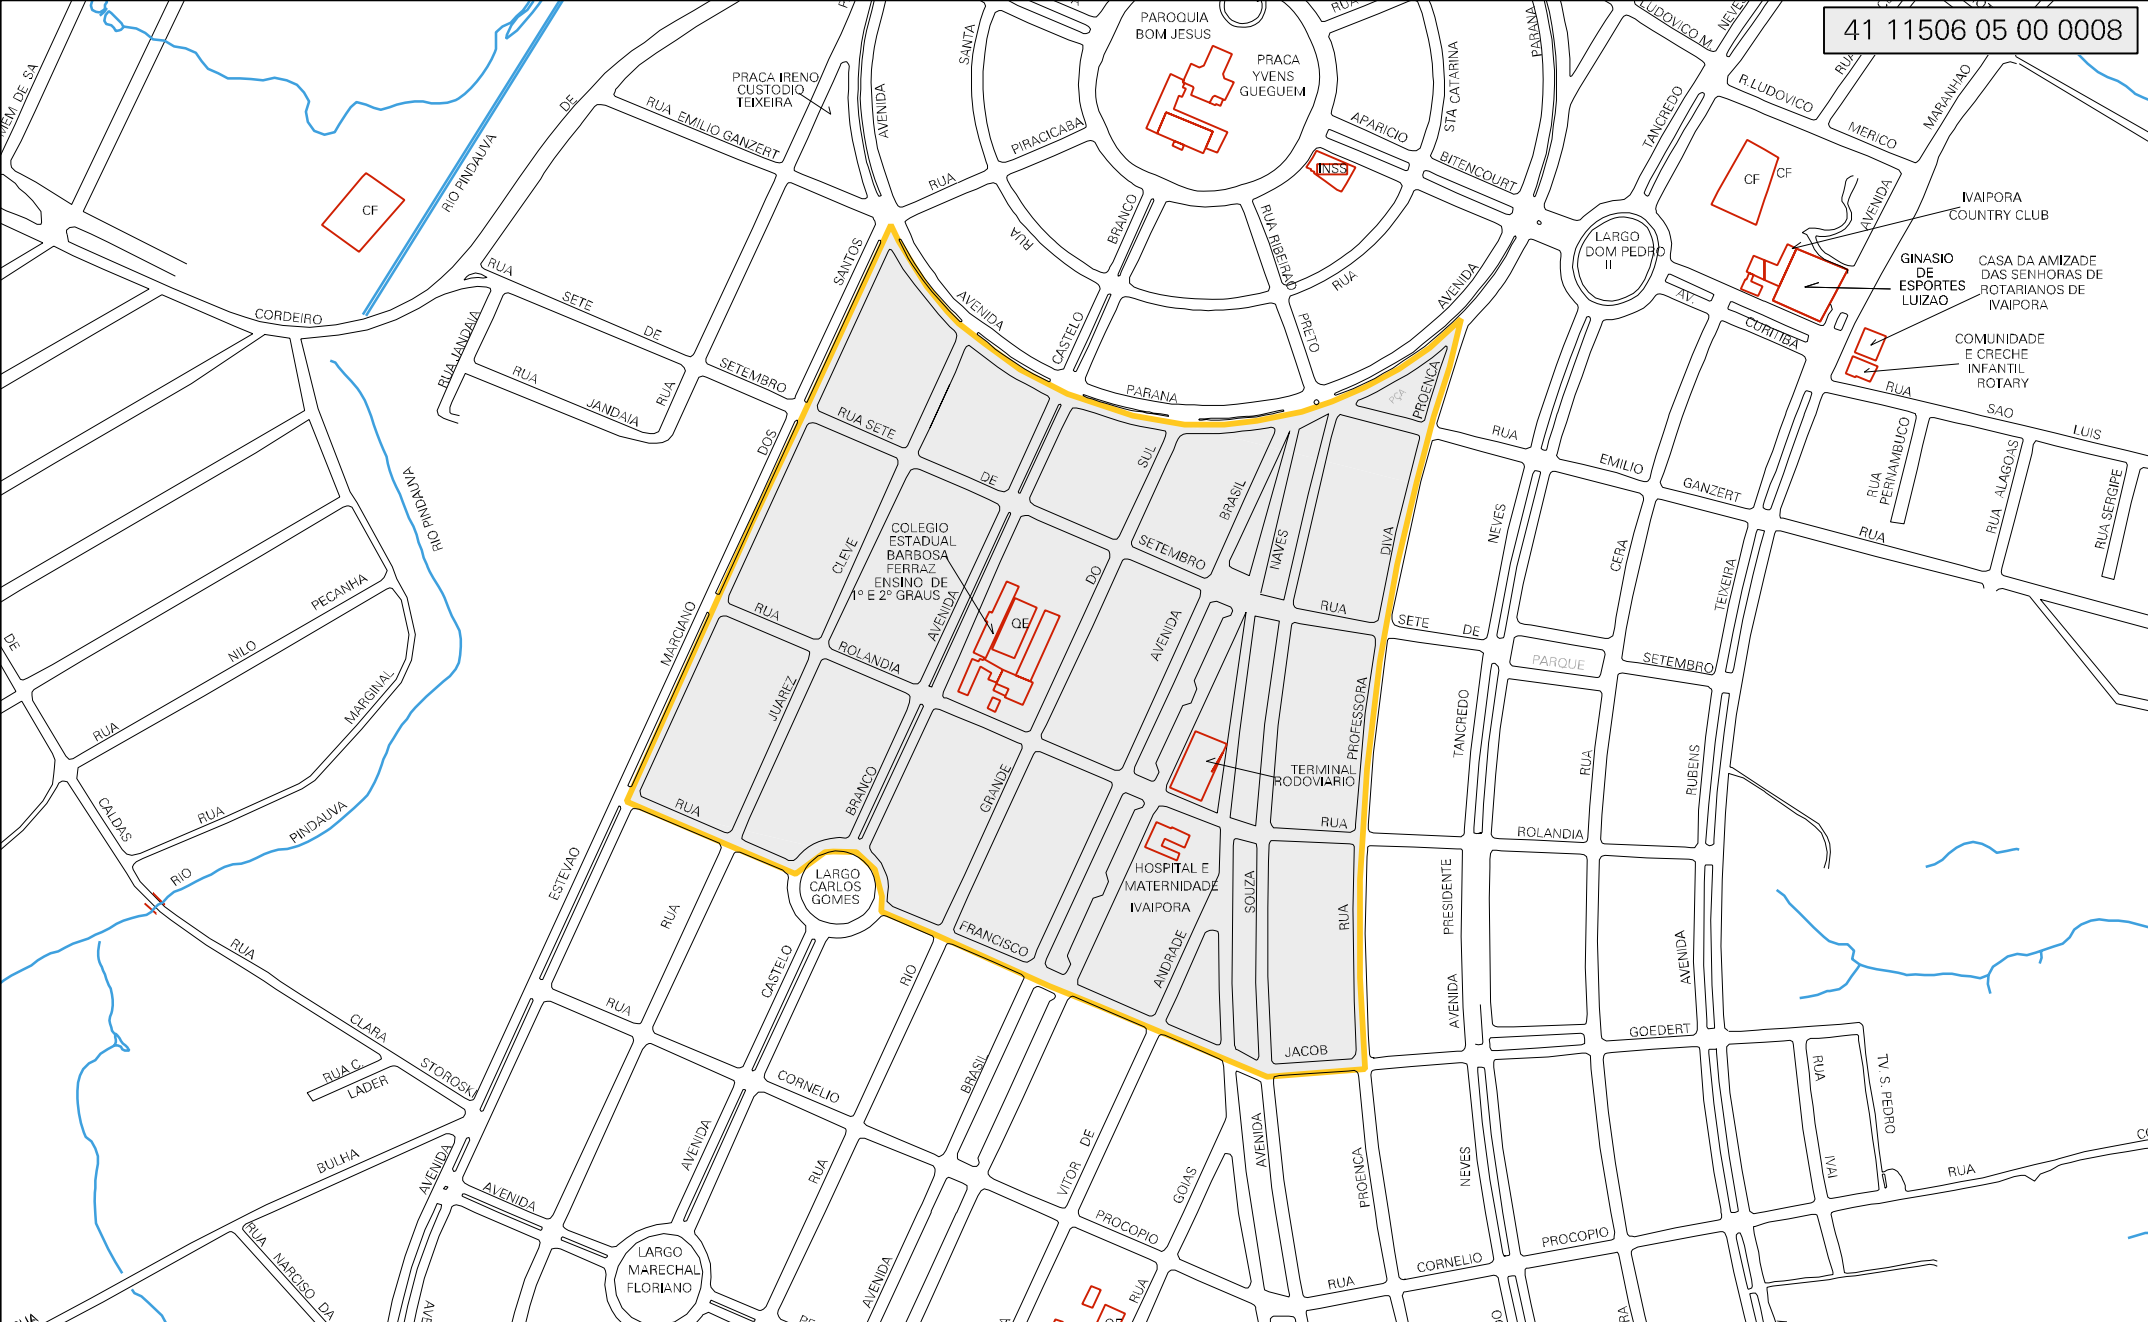 41 11506 05 00 0008
PAROQUIA
BOM JESUS
PRACA
YVENS
GUEGUEM
PRACA IRENO
CUSTODIO
TEIXEIRA
AVENIDA
SANTA
RUA EMILIO GANZERT
DE
RIO PINDAUVA
CF
PIRACICABA
RUA
APARICIO
BITENCOURT
STA CATARINA
PARANA
LUDOVICO M.
NEVES
R.LUDOVICO
MERICO
MARANHAO
TANCREDO
INSS
CF
CF
AVENIDA
IVAIPORA
COUNTRY CLUB
LARGO
DOM PEDRO
II
GINASIO
DE
ESPORTES
LUIZAO
CASA DA AMIZADE
DAS SENHORAS DE
ROTARIANOS DE
IVAIPORA
COMUNIDADE
E CRECHE
INFANTIL
ROTARY
AV.
CURITIBA
RUA
SAO
LUIS
RUA
BRANCO
RUA RIBEIRAO
PRETO
RUA
AVENIDA
SANTOS
AVENIDA
CASTELO
PARANA
CORDEIRO
RUA
SETE
DE
SETEMBRO
RUA JANDAIA
RUA
JANDAIA
RUA
DOS
RUA SETE
DE
SETEMBRO
SUL
BRASIL
PCA
PROENCA
RUA
EMILIO
GANZERT
RUA
RUA
PERNAMBUCO
RUA ALAGOAS
RUA SERGIPE
RIO PINDAUVA
COLEGIO
ESTADUAL
BARBOSA
FERRAZ
ENSINO DE
1º E 2º GRAUS
QE
CLEVE
AVENIDA
DO
AVENIDA
NAVES
DIVA
NEVES
CERA
TEIXEIRA
RUA
ROLANDIA
RUA
SETE
DE
SETEMBRO
PARQUE
MARCIANO
JUAREZ
BRANCO
GRANDE
PROFESSORA
TANCREDO
RUA
RUBENS
TERMINAL
RODOVIARIO
RUA
ROLANDIA
DE
PECANHA
NILO
RUA
MARGINAL
CALDAS
RUA
PINDAUVA
RIO
RUA
LARGO
CARLOS
GOMES
HOSPITAL E
MATERNIDADE
IVAIPORA
SOUZA
RUA
PRESIDENTE
AVENIDA
AVENIDA
FRANCISCO
ANDRADE
JACOB
GOEDERT
ESTEVAO
RUA
CASTELO
RIO
RUA
CLARA
STOROSKI
RUA C.
LADER
RUA
BULHA
AVENIDA
AVENIDA
AVENIDA
CORNELIO
RUA
BRASIL
VITOR DE
GOIAS
AVENIDA
PROENCA
NEVES
PROCOPIO
RUA
CORNELIO
PROCOPIO
RUA
IVAI
TV. S. PEDRO
RUA
RUA
NARCISO DA
LARGO
MARECHAL
FLORIANO
AVENIDA
RUA